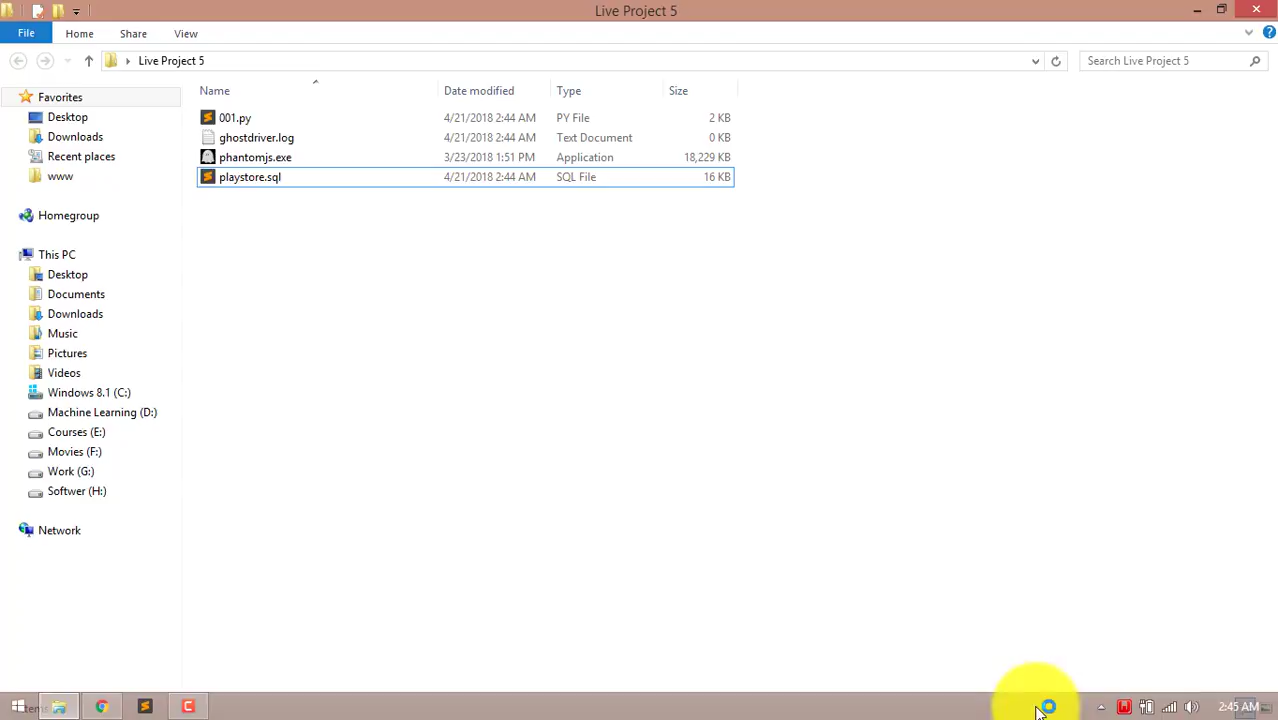 Live Project 5
File Home Share View
Live Project 5
Search Live Project 5
Name Date modified Type Size
001.py 4/21/2018 2:44 AM PY File 2 KB
ghostdriver.log 4/21/2018 2:44 AM Text Document 0 KB
phantomjs.exe 3/23/2018 1:51 PM Application 18,229 KB
playstore.sql 4/21/2018 2:44 AM SQL File 16 KB
Favorites
Desktop
Downloads
Recent places
www
Homegroup
This PC
Desktop
Documents
Downloads
Music
Pictures
Videos
Windows 8.1 (C:)
Machine Learning (D:)
Courses (E:)
Movies (F:)
Work (G:)
Softwer (H:)
Network
items
2:45 AM